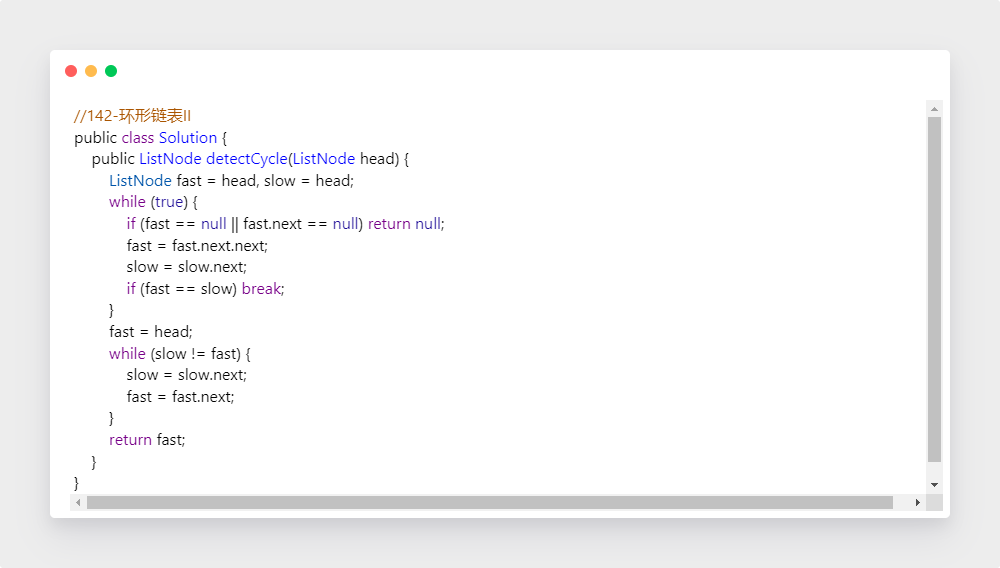 //142-环形链表II
public class Solution {
    public ListNode detectCycle(ListNode head) {
        ListNode fast = head, slow = head;
        while (true) {
            if (fast == null || fast.next == null) return null;
            fast = fast.next.next;
            slow = slow.next;
            if (fast == slow) break;
        }
        fast = head;
        while (slow != fast) {
            slow = slow.next;
            fast = fast.next;
        }
        return fast;
    }
}